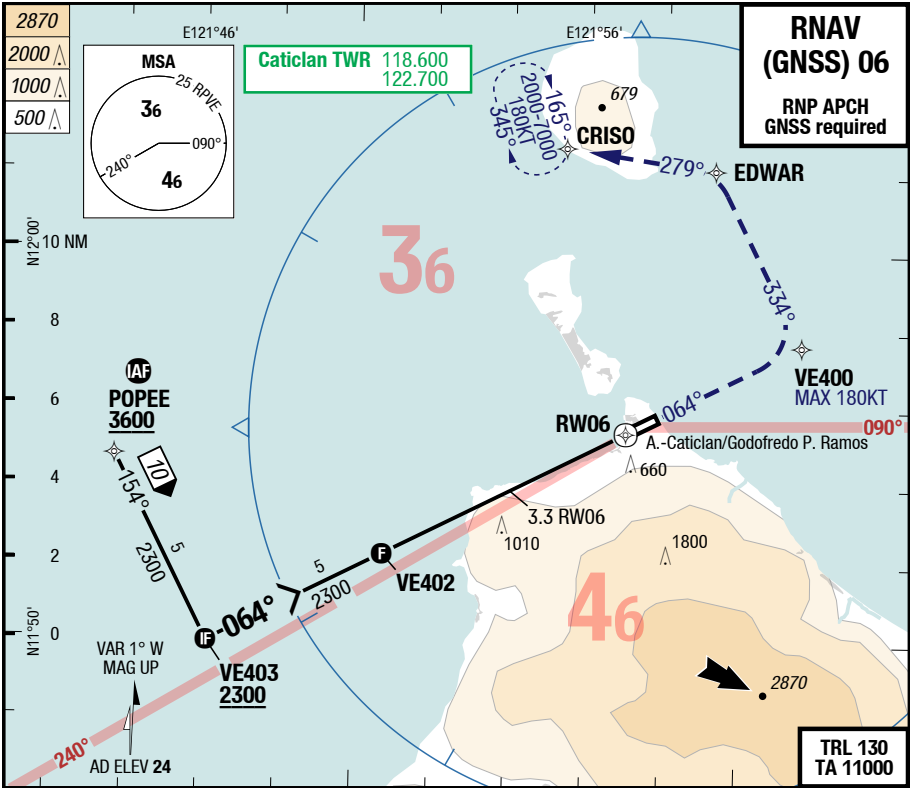 2870
2000
1000
500
E121°46'
E121°56'
RNAV
(GNSS) 06
RNP APCH
GNSS required
MSA
25 RPVE
36
090°
240°
46
Caticlan TWR 118.600
122.700
165°
2000-7000
180KT
345°
679
CRISO
279°
EDWAR
N12°00'
10 NM
36
334°
8
IAF
POPEE
3600
6
VE400
MAX 180KT
064°
RW06
090°
A.-Caticlan/Godofredo P. Ramos
660
4
10
154°
5
2300
3.3 RW06
1010
1800
2
F
VE402
5
2300
46
N11°50'
0
IF
064°
VE403
2300
VAR 1° W
MAG UP
2870
240°
AD ELEV 24
TRL 130
TA 11000